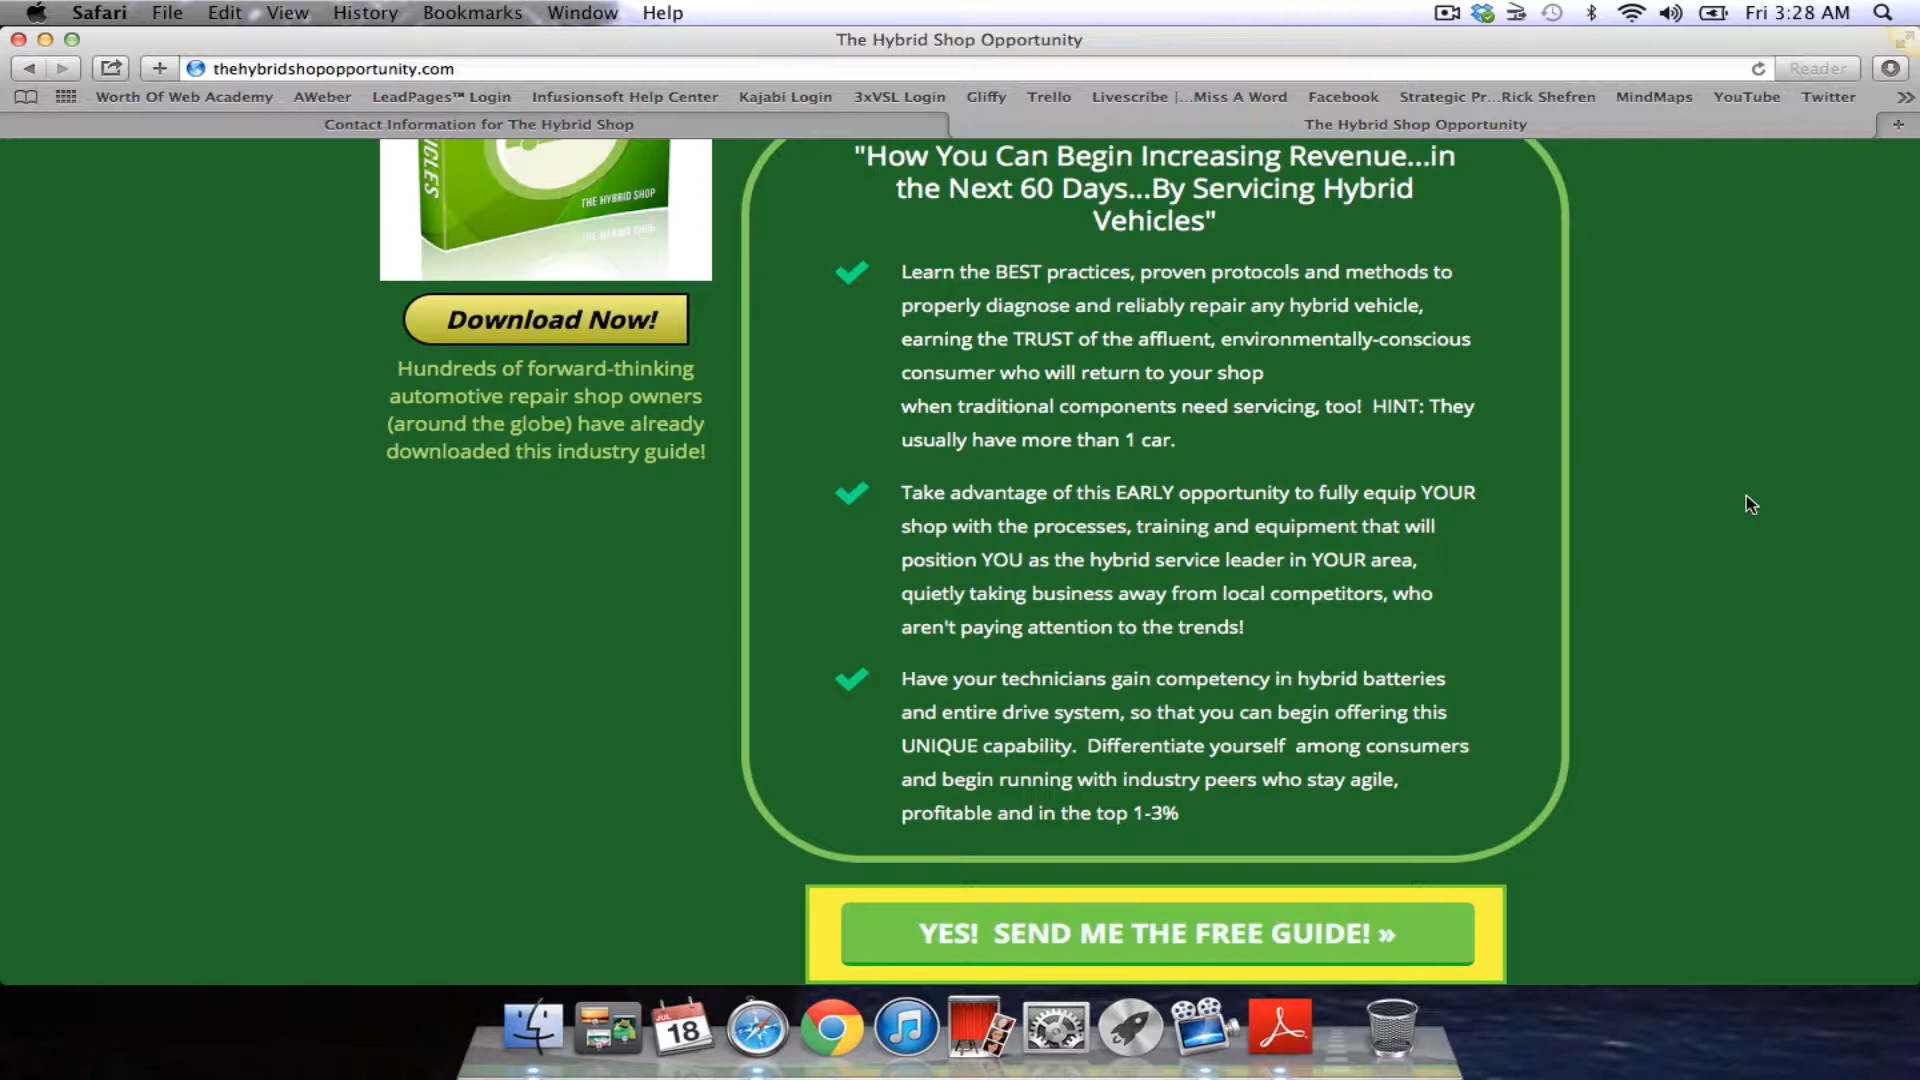 Safari File Edit View History Bookmarks Window Help Fri 3:28 AM
The Hybrid Shop Opportunity
thehybridshopopportunity.com Reader
Worth Of Web Academy AWeber LeadPages™ Login Infusionsoft Help Center Kajabi Login 3xVSL Login Gliffy Trello Livescribe |...Miss A Word Facebook Strategic Pr...Rick Shefren MindMaps YouTube Twitter
Contact Information for The Hybrid Shop The Hybrid Shop Opportunity
ICLES
THE HYBRID SHOP
Download Now!
Hundreds of forward-thinking
automotive repair shop owners
(around the globe) have already
downloaded this industry guide!
"How You Can Begin Increasing Revenue...in
the Next 60 Days...By Servicing Hybrid
Vehicles"
Learn the BEST practices, proven protocols and methods to
properly diagnose and reliably repair any hybrid vehicle,
earning the TRUST of the affluent, environmentally-conscious
consumer who will return to your shop
when traditional components need servicing, too! HINT: They
usually have more than 1 car.
Take advantage of this EARLY opportunity to fully equip YOUR
shop with the processes, training and equipment that will
position YOU as the hybrid service leader in YOUR area,
quietly taking business away from local competitors, who
aren't paying attention to the trends!
Have your technicians gain competency in hybrid batteries
and entire drive system, so that you can begin offering this
UNIQUE capability. Differentiate yourself among consumers
and begin running with industry peers who stay agile,
profitable and in the top 1-3%
YES! SEND ME THE FREE GUIDE! »
JUL
18